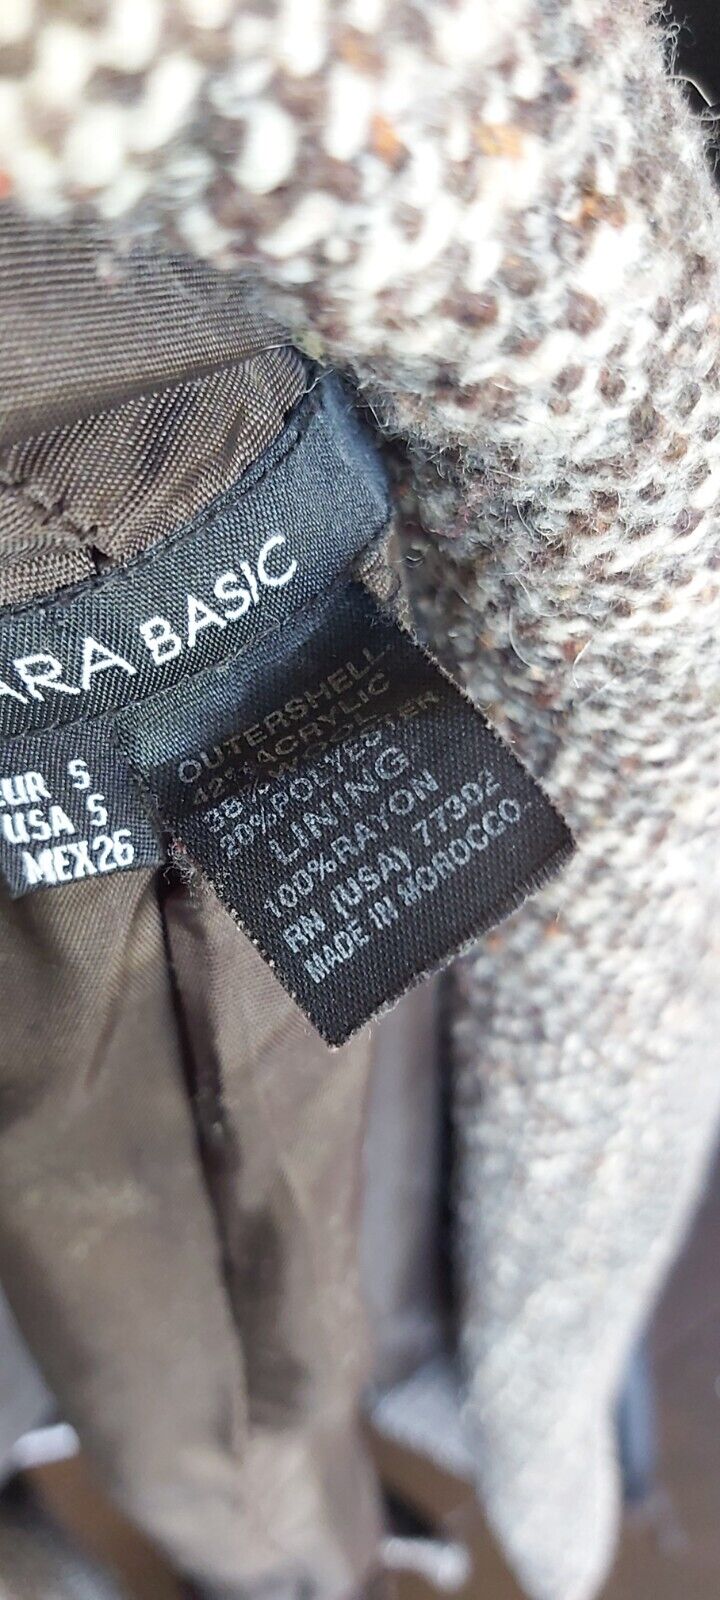 ARA BASIC
EUR S
USA S
MEX26
OUTERSHELL
42% ACRYLIC
38% WOOL
20% POLYESTER
LINING
100% RAYON
RN (USA) 77302
MADE IN MOROCCO.